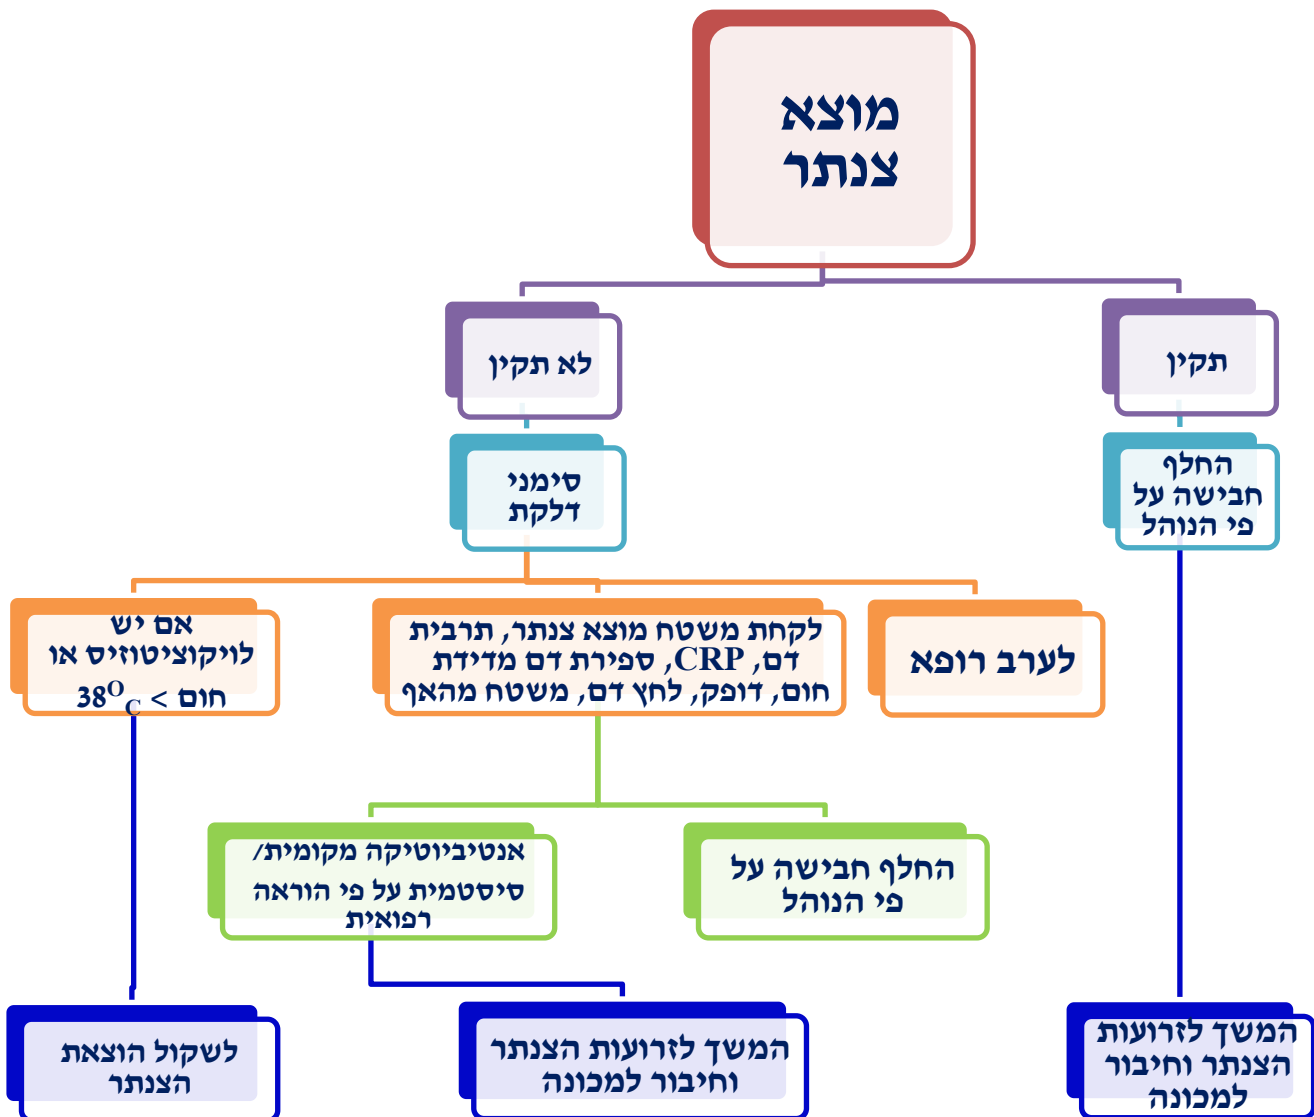 מוצא
צנתר
תקין
לא תקין
החלף
חבישה על
פי הנוהל
סימני
דלקת
לערב רופא
לקחת משטח מוצא צנתר, תרבית
דם, CRP, ספירת דם מדידת
חום, דופק, לחץ דם, משטח מהאף
אם יש
לויקוציטוזיס או
חום > 38°C
החלף חבישה על
פי הנוהל
אנטיביוטיקה מקומית/
סיסטמית על פי הוראה
רפואית
המשך לזרועות
הצנתר וחיבור
למכונה
המשך לזרועות הצנתר
וחיבור למכונה
לשקול הוצאת
הצנתר